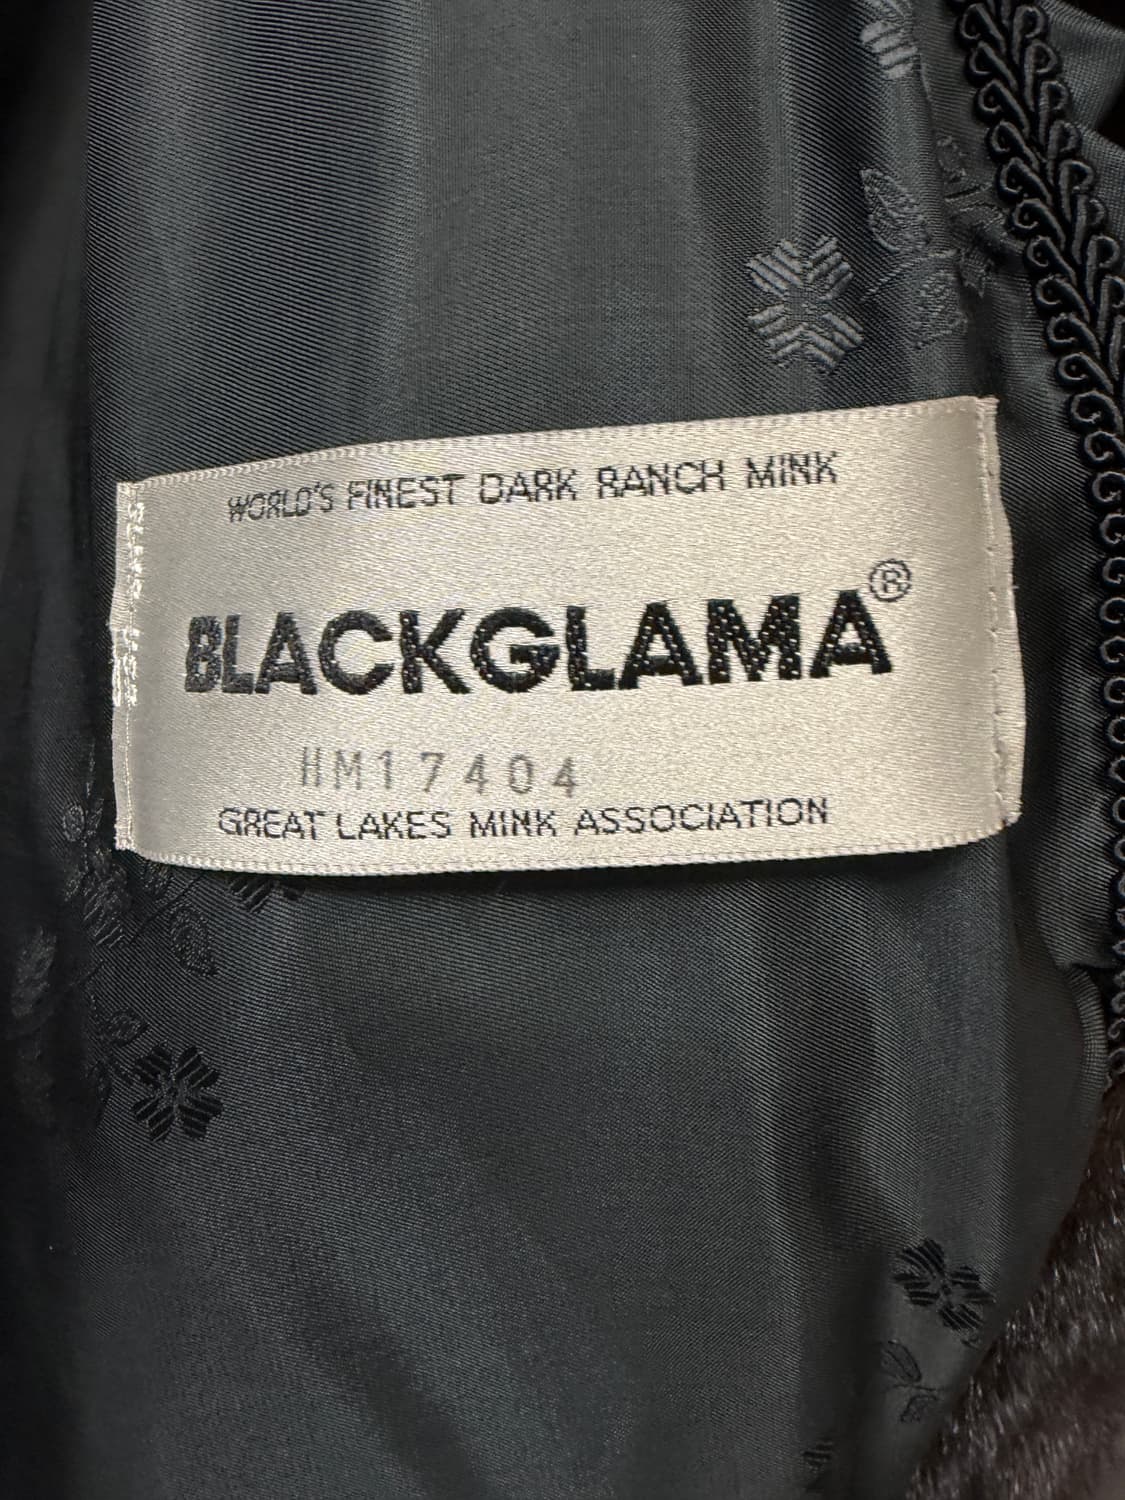 WORLD'S FINEST DARK RANCH MINK
BLACKGLAMA®
HM17404
GREAT LAKES MINK ASSOCIATION